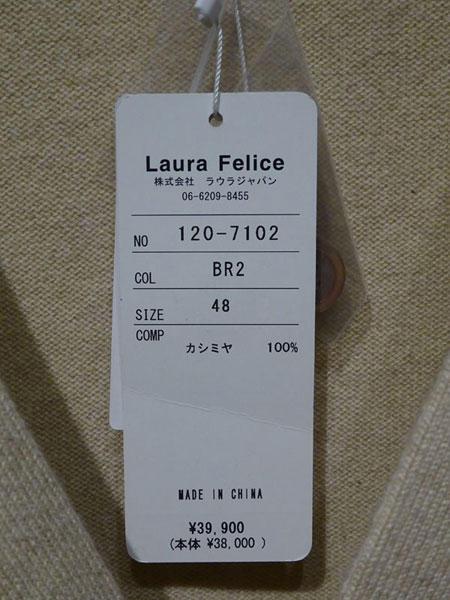 Laura Felice
株式会社 ラウラジャパン
06-6209-8455
NO 120-7102
COL BR2
SIZE 48
COMP
カシミヤ 100%
MADE IN CHINA
¥39,900
(本体 ¥38,000 )